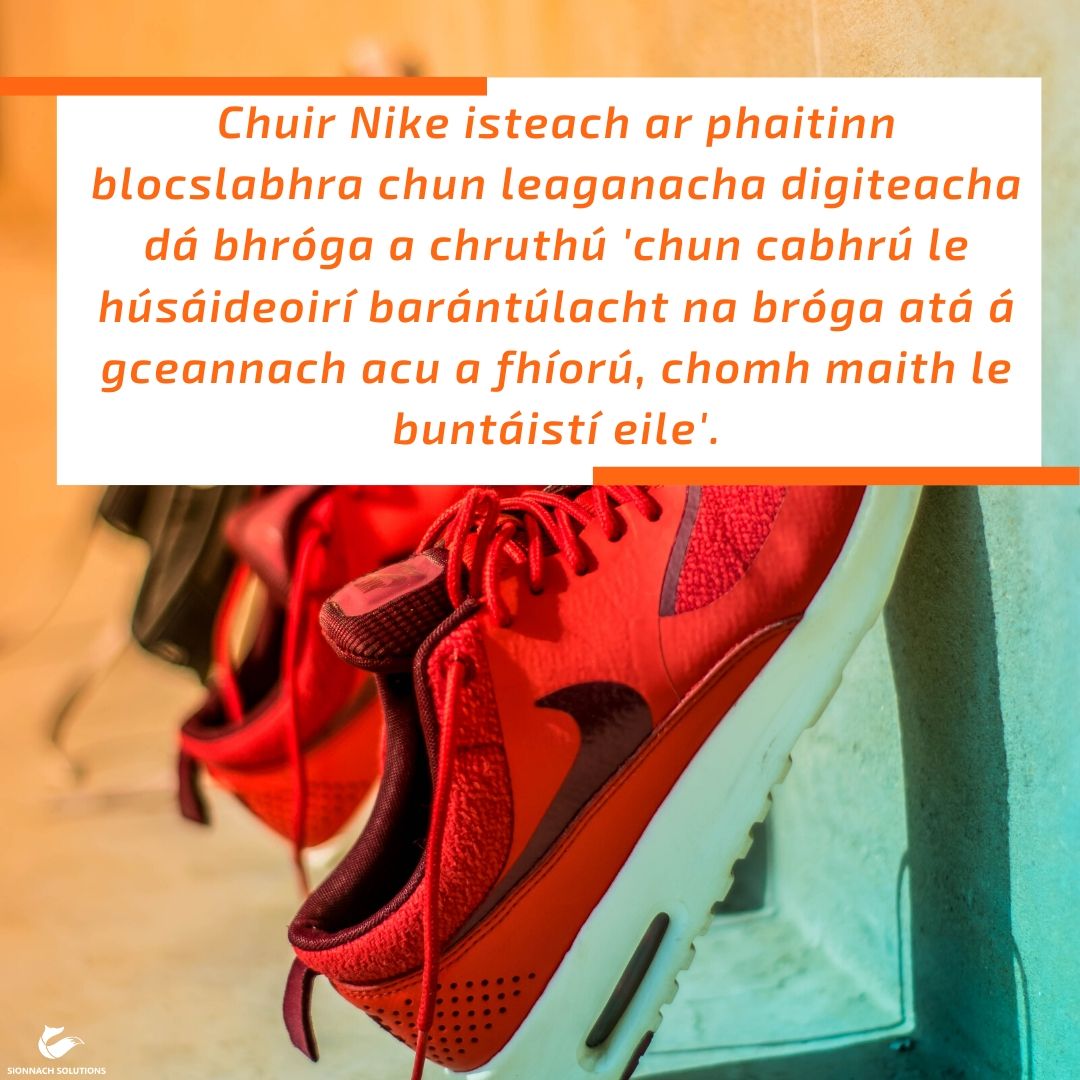 Chuir Nike isteach ar phaitinn
blocslabhra chun leaganacha digiteacha
dá bhróga a chruthú 'chun cabhrú le
húsáideoirí barántúlacht na bróga atá á
gceannach acu a fhíorú, chomh maith le
buntáistí eile'.
SIONNACH SOLUTIONS